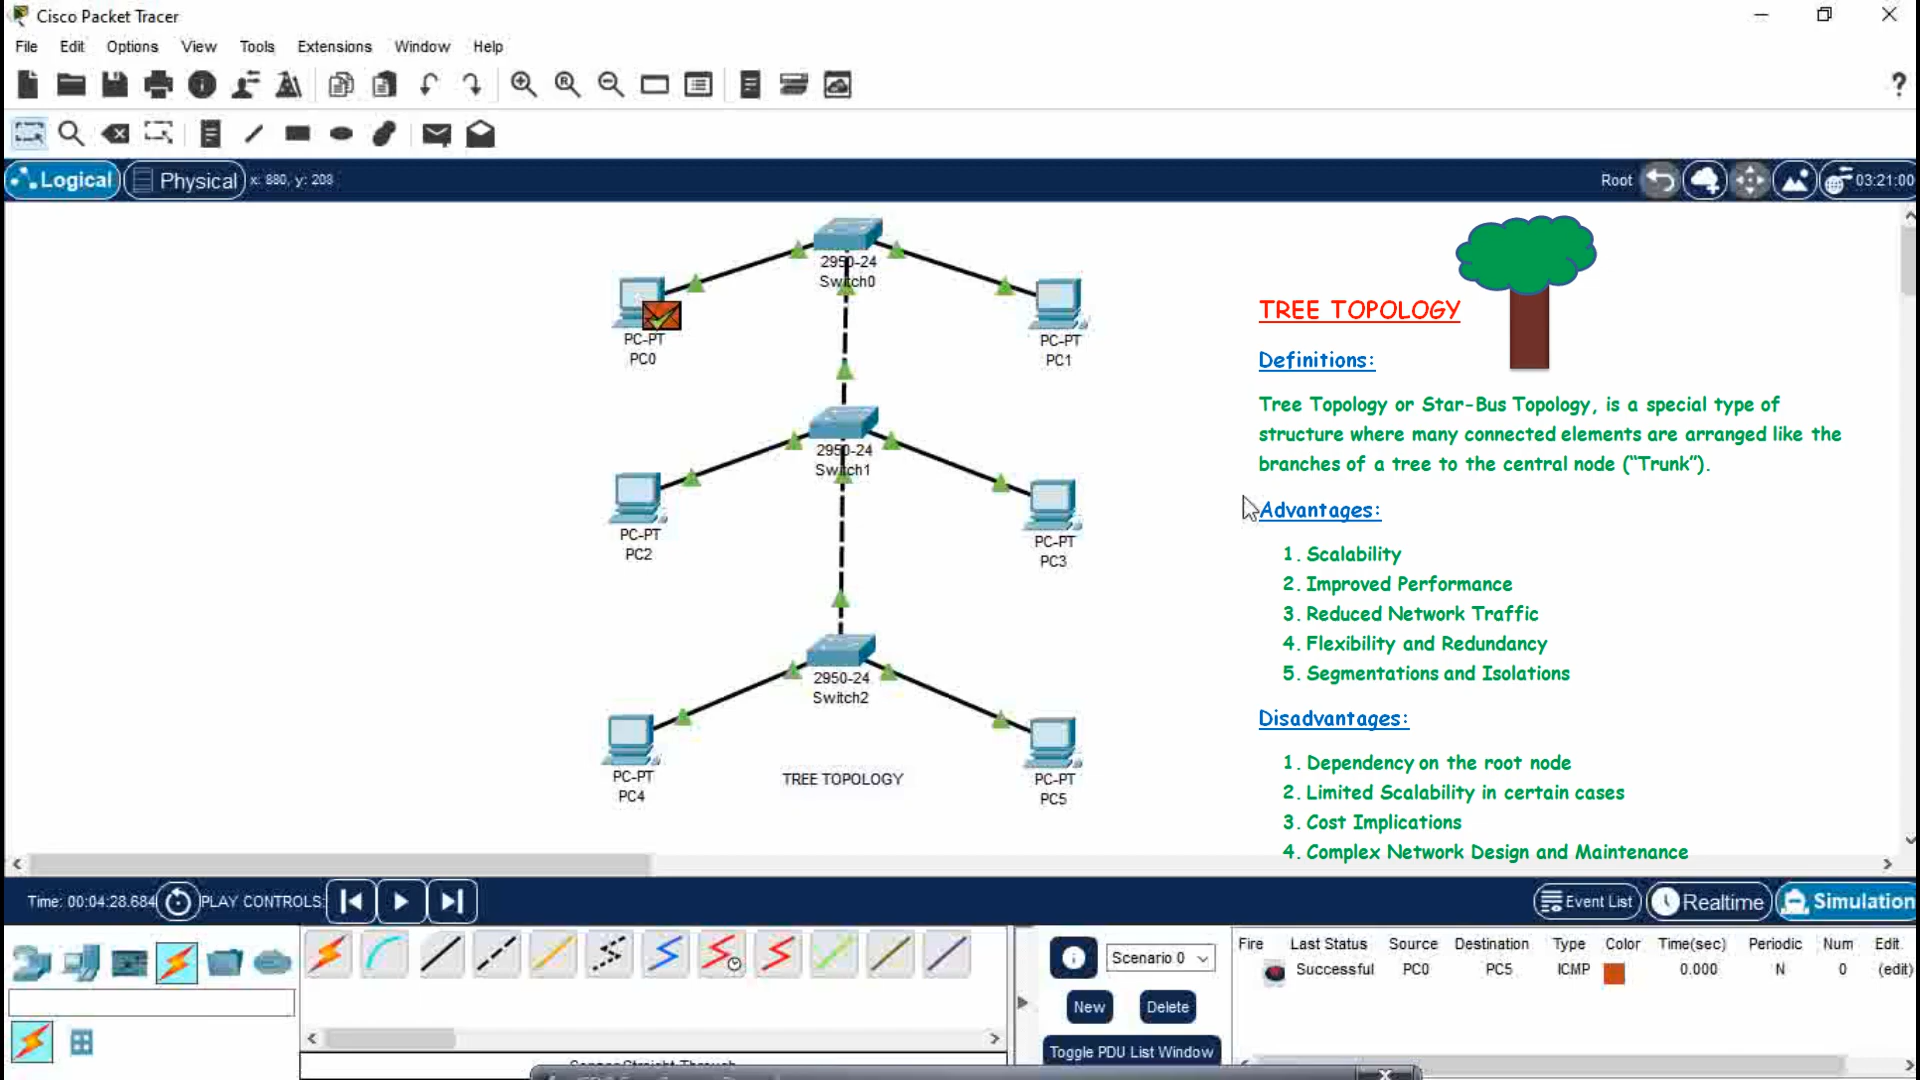 Cisco Packet Tracer
File Edit Options View Tools Extensions Window Help
Logical Physical x: 880, y: 208 Root 03:21:00
2950-24
Switch0
PC-PT
PC0
PC-PT
PC1
2950-24
Switch1
PC-PT
PC2
PC-PT
PC3
2950-24
Switch2
PC-PT
PC4
TREE TOPOLOGY
PC-PT
PC5
TREE TOPOLOGY
Definitions:
Tree Topology or Star-Bus Topology, is a special type of
structure where many connected elements are arranged like the
branches of a tree to the central node (“Trunk”).
Advantages:
1. Scalability
2. Improved Performance
3. Reduced Network Traffic
4. Flexibility and Redundancy
5. Segmentations and Isolations
Disadvantages:
1. Dependency on the root node
2. Limited Scalability in certain cases
3. Cost Implications
4. Complex Network Design and Maintenance
Time: 00:04:28.684 PLAY CONTROLS: Event List Realtime Simulation
Scenario 0
New Delete
Toggle PDU List Window
Fire Last Status Source Destination Type Color Time(sec) Periodic Num Edit
Successful PC0 PC5 ICMP 0.000 N 0 (edit)